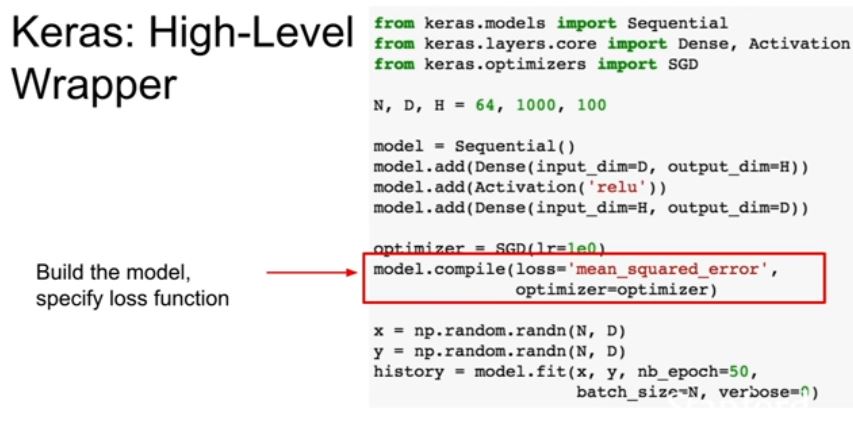 Keras: High-Level
Wrapper
from keras.models import Sequential
from keras.layers.core import Dense, Activation
from keras.optimizers import SGD
N, D, H = 64, 1000, 100
model = Sequential()
model.add(Dense(input_dim=D, output_dim=H))
model.add(Activation('relu'))
model.add(Dense(input_dim=H, output_dim=D))
optimizer = SGD(lr=1e0)
model.compile(loss='mean_squared_error',
optimizer=optimizer)
Build the model,
specify loss function
x = np.random.randn(N, D)
y = np.random.randn(N, D)
history = model.fit(x, y, nb_epoch=50,
batch_size=N, verbose=0)